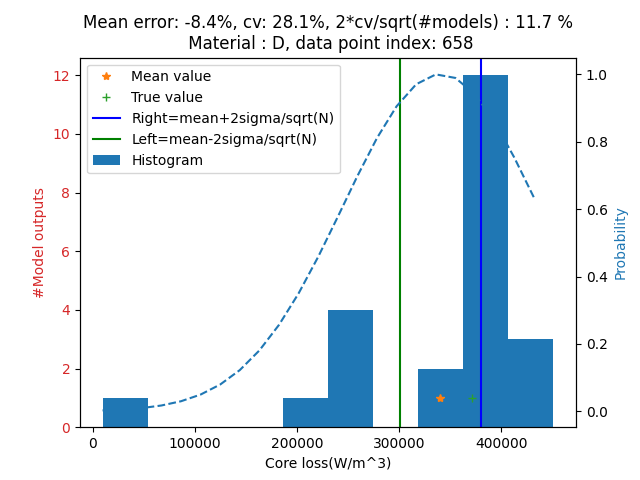 Mean error: -8.4%, cv: 28.1%, 2*cv/sqrt(#models) : 11.7 %
Material : D, data point index: 658
Mean value
True value
Right=mean+2sigma/sqrt(N)
Left=mean-2sigma/sqrt(N)
Histogram
12
10
8
6
4
2
0
#Model outputs
1.0
0.8
0.6
0.4
0.2
0.0
Probability
0 100000 200000 300000 400000
Core loss(W/m^3)